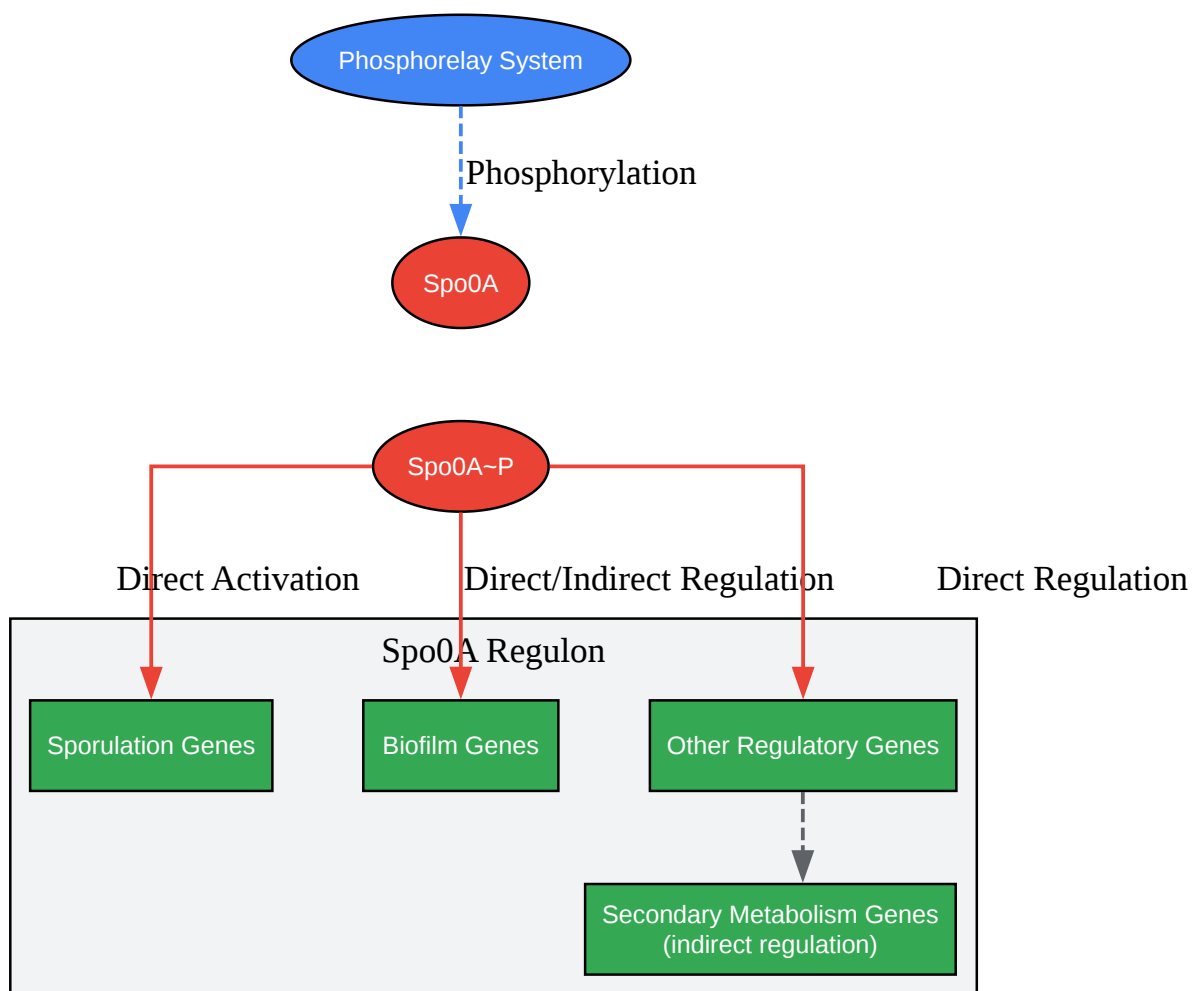 Phosphorelay System
Phosphorylation
Spo0A
Spo0A~P
Direct Activation
Direct/Indirect Regulation
Direct Regulation
Spo0A Regulon
Sporulation Genes
Biofilm Genes
Other Regulatory Genes
Secondary Metabolism Genes
(indirect regulation)